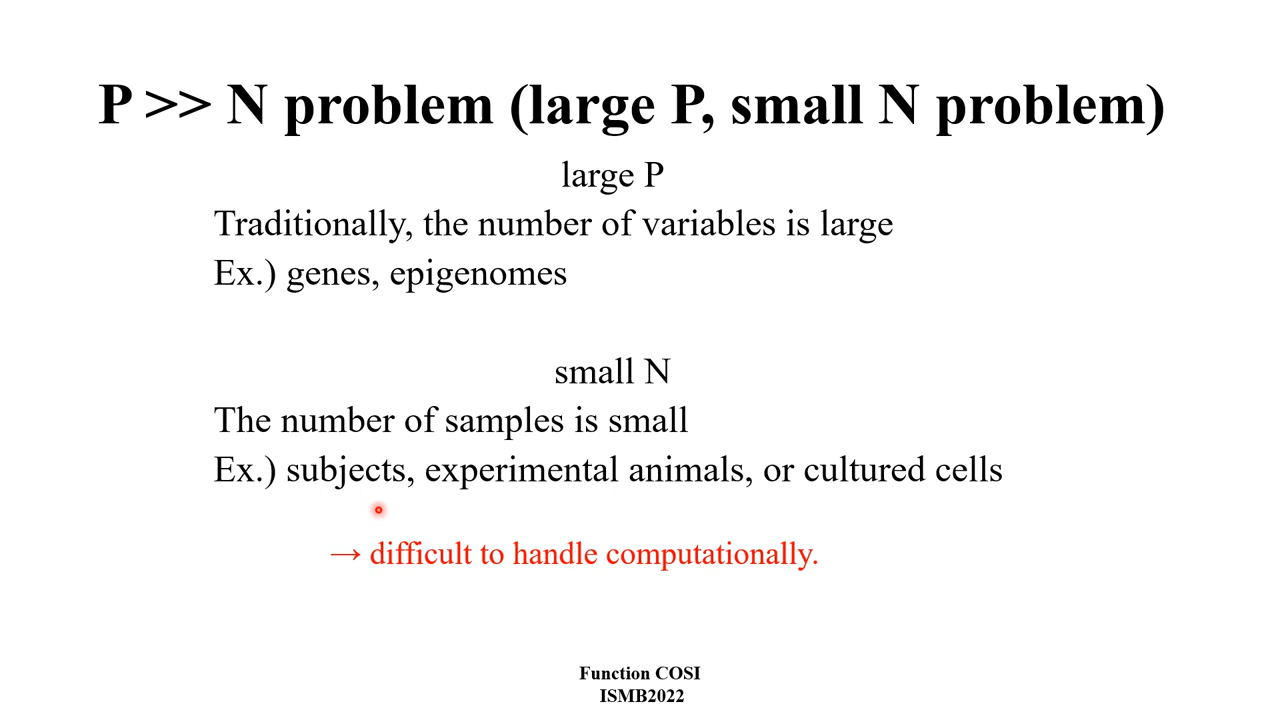 P >> N problem (large P, small N problem)
large P
Traditionally, the number of variables is large
Ex.) genes, epigenomes
small N
The number of samples is small
Ex.) subjects, experimental animals, or cultured cells
→ difficult to handle computationally.
Function COSI
ISMB2022